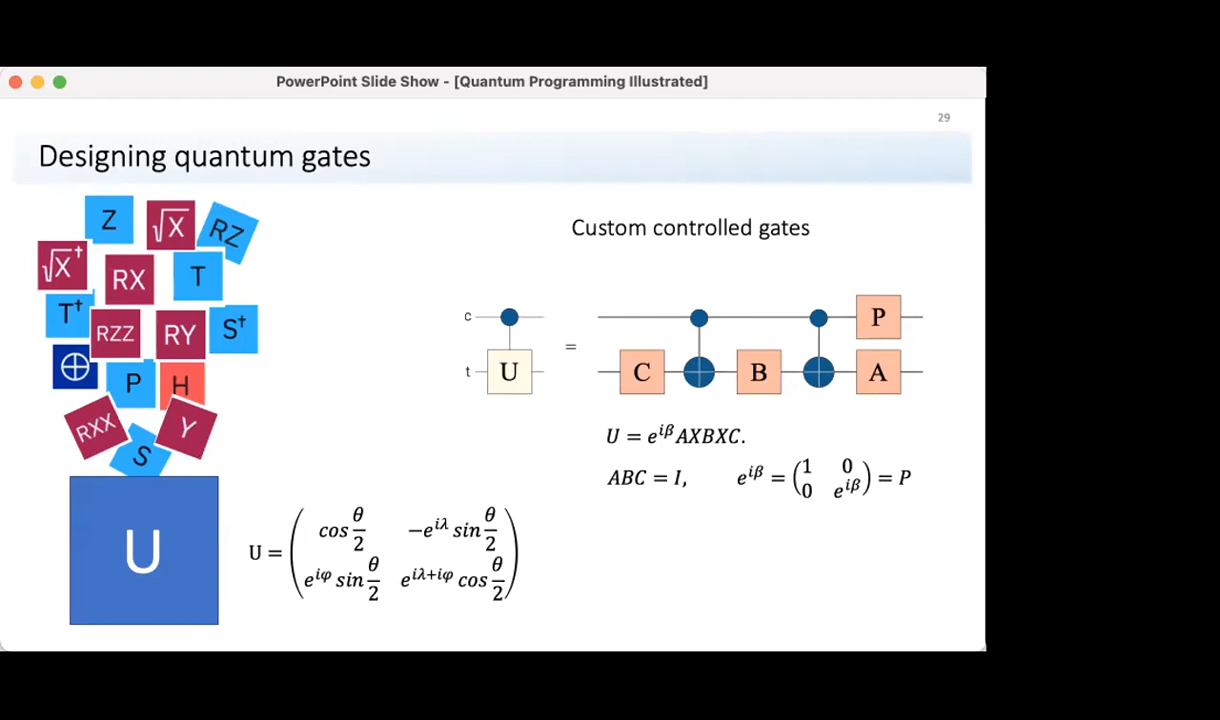 PowerPoint Slide Show - [Quantum Programming Illustrated]
29
Designing quantum gates
Z √X RZ
√X† RX T
T† RZZ RY S†
⊕ P H
RXX S Y
U
U = ( cos θ/2 −e^{iλ} sin θ/2
e^{iφ} sin θ/2 e^{iλ+iφ} cos θ/2 )
Custom controlled gates
c
t U = C B P A
U = e^{iβ}AXBXC.
ABC = I, e^{iβ} = (1 0
0 e^{iβ}) = P